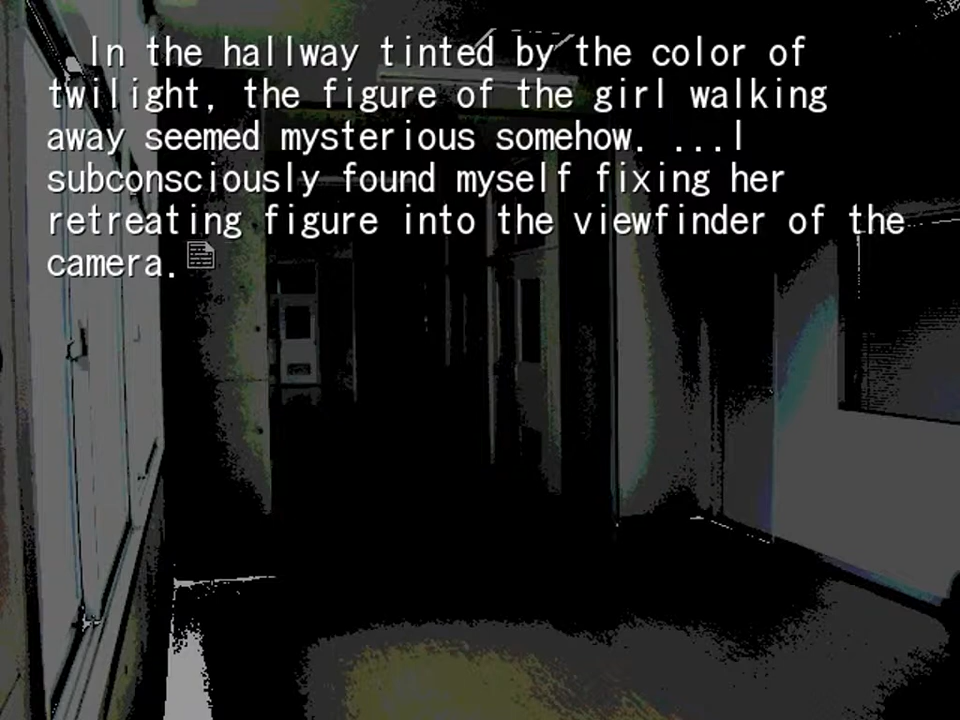 In the hallway tinted by the color of
twilight, the figure of the girl walking
away seemed mysterious somehow. ...I
subconsciously found myself fixing her
retreating figure into the viewfinder of the
camera.